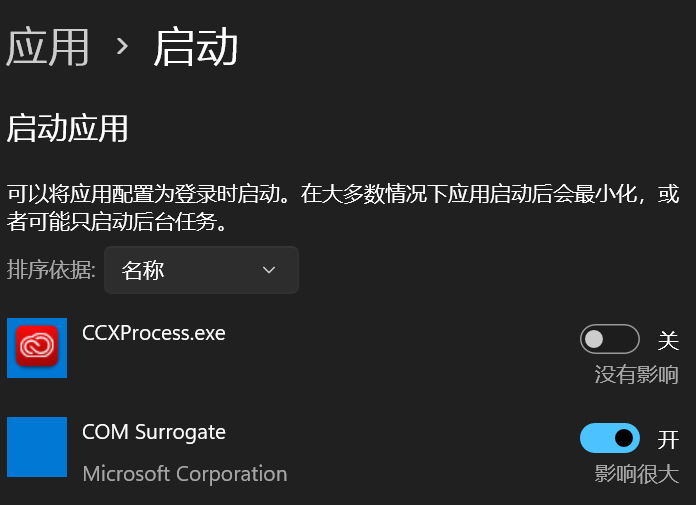 应用 › 启动
启动应用
可以将应用配置为登录时启动。在大多数情况下应用启动后会最小化，或
者可能只启动后台任务。
排序依据: 名称
CCXProcess.exe
关
没有影响
COM Surrogate
开
Microsoft Corporation
影响很大